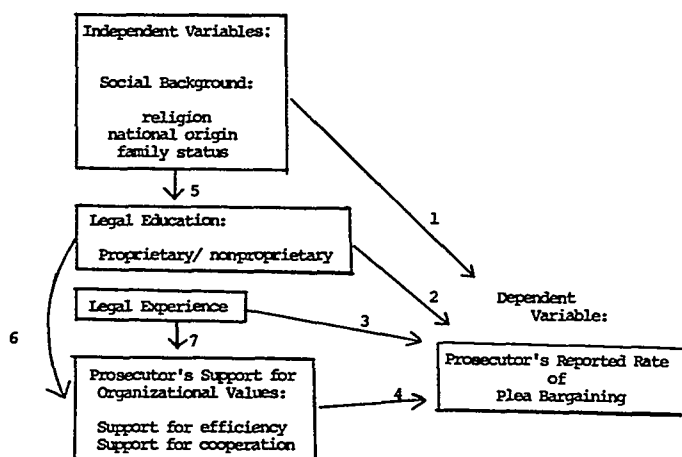 Independent Variables:
Social Background:
religion
national origin
family status
5
1
Legal Education:
Proprietary/ nonproprietary
2
Dependent
Variable:
Legal Experience
3
6
7
Prosecutor's Support for
Organizational Values:
Support for efficiency
Support for cooperation
4
Prosecutor's Reported Rate
of
Plea Bargaining